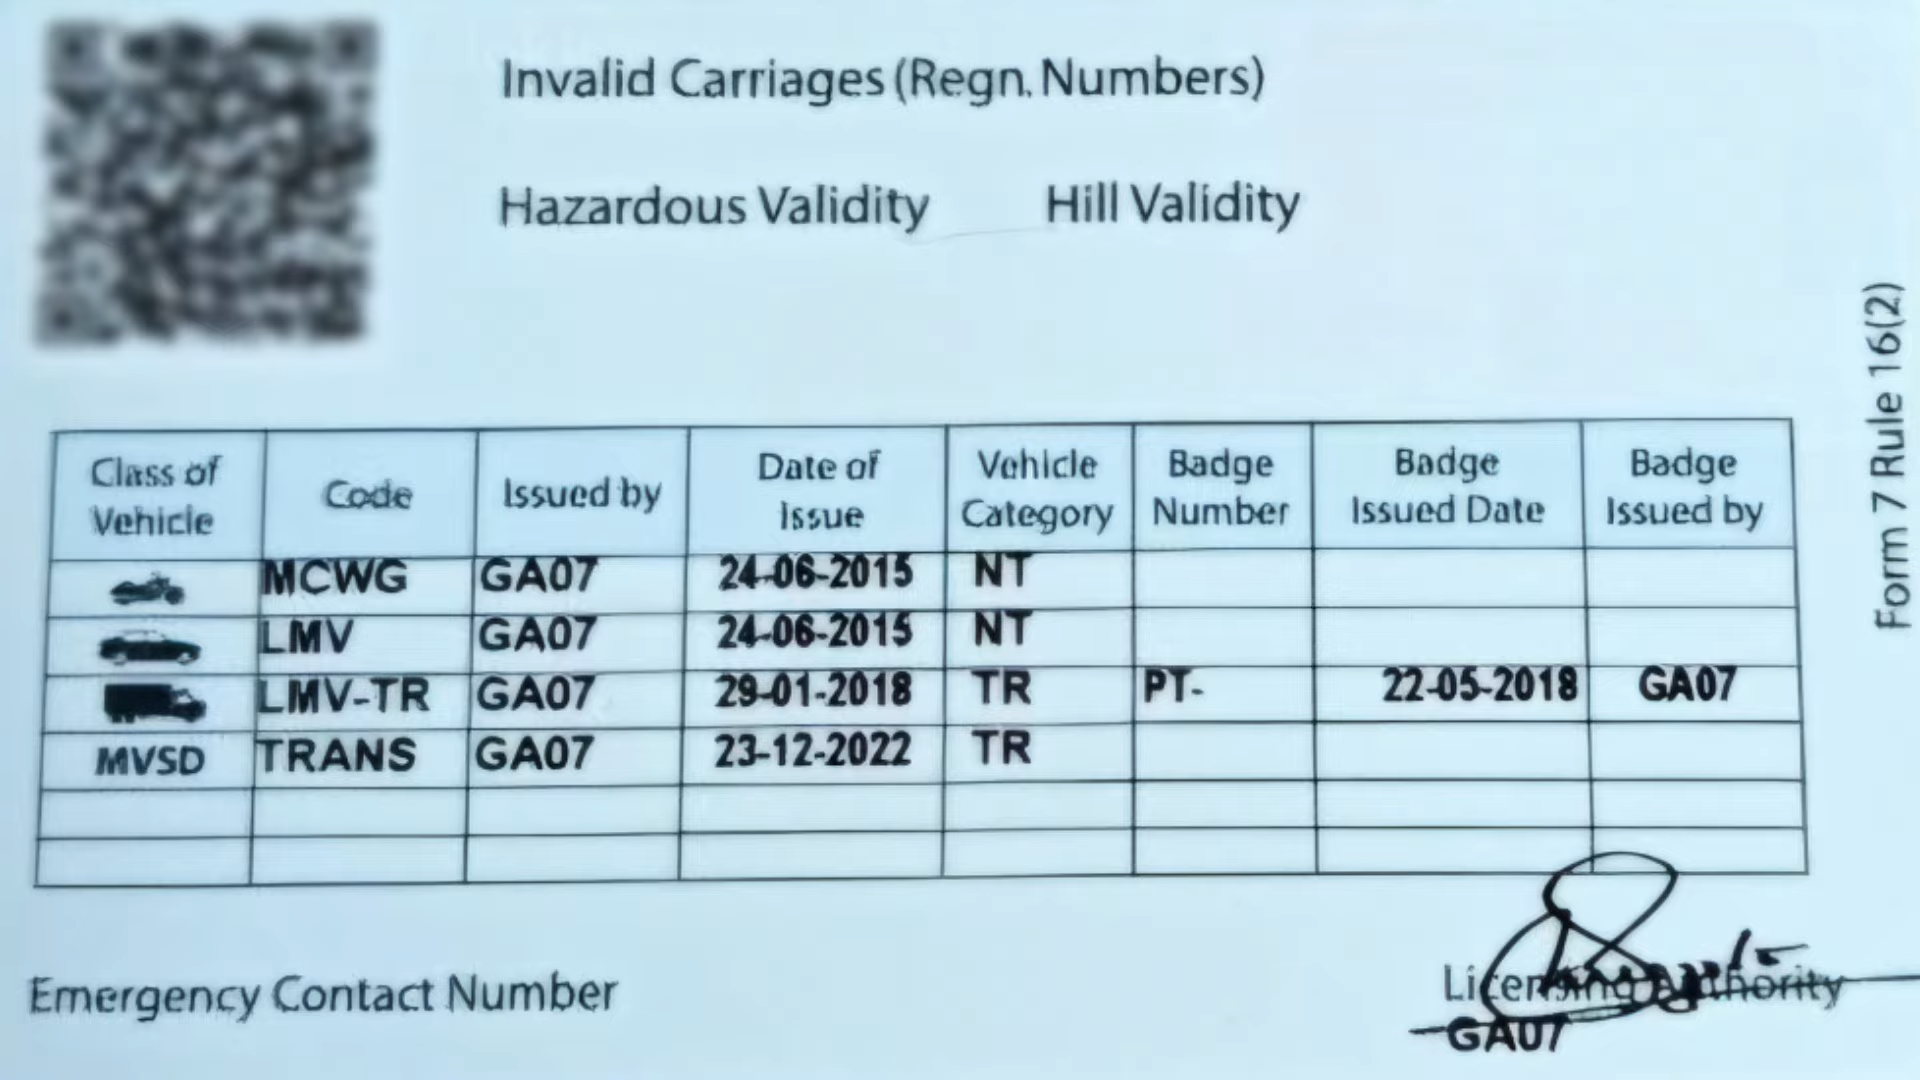 Invalid Carriages (Regn. Numbers)
Hazardous Validity Hill Validity
Form 7 Rule 16(2)
Class of Vehicle Code Issued by Date of Issue Vehicle Category Badge Number Badge Issued Date Badge Issued by
MCWG GA07 24-06-2015 NT
LMV GA07 24-06-2015 NT
LMV-TR GA07 29-01-2018 TR PT- 22-05-2018 GA07
MVSD TRANS GA07 23-12-2022 TR
Emergency Contact Number
Licensing Authority
GA07